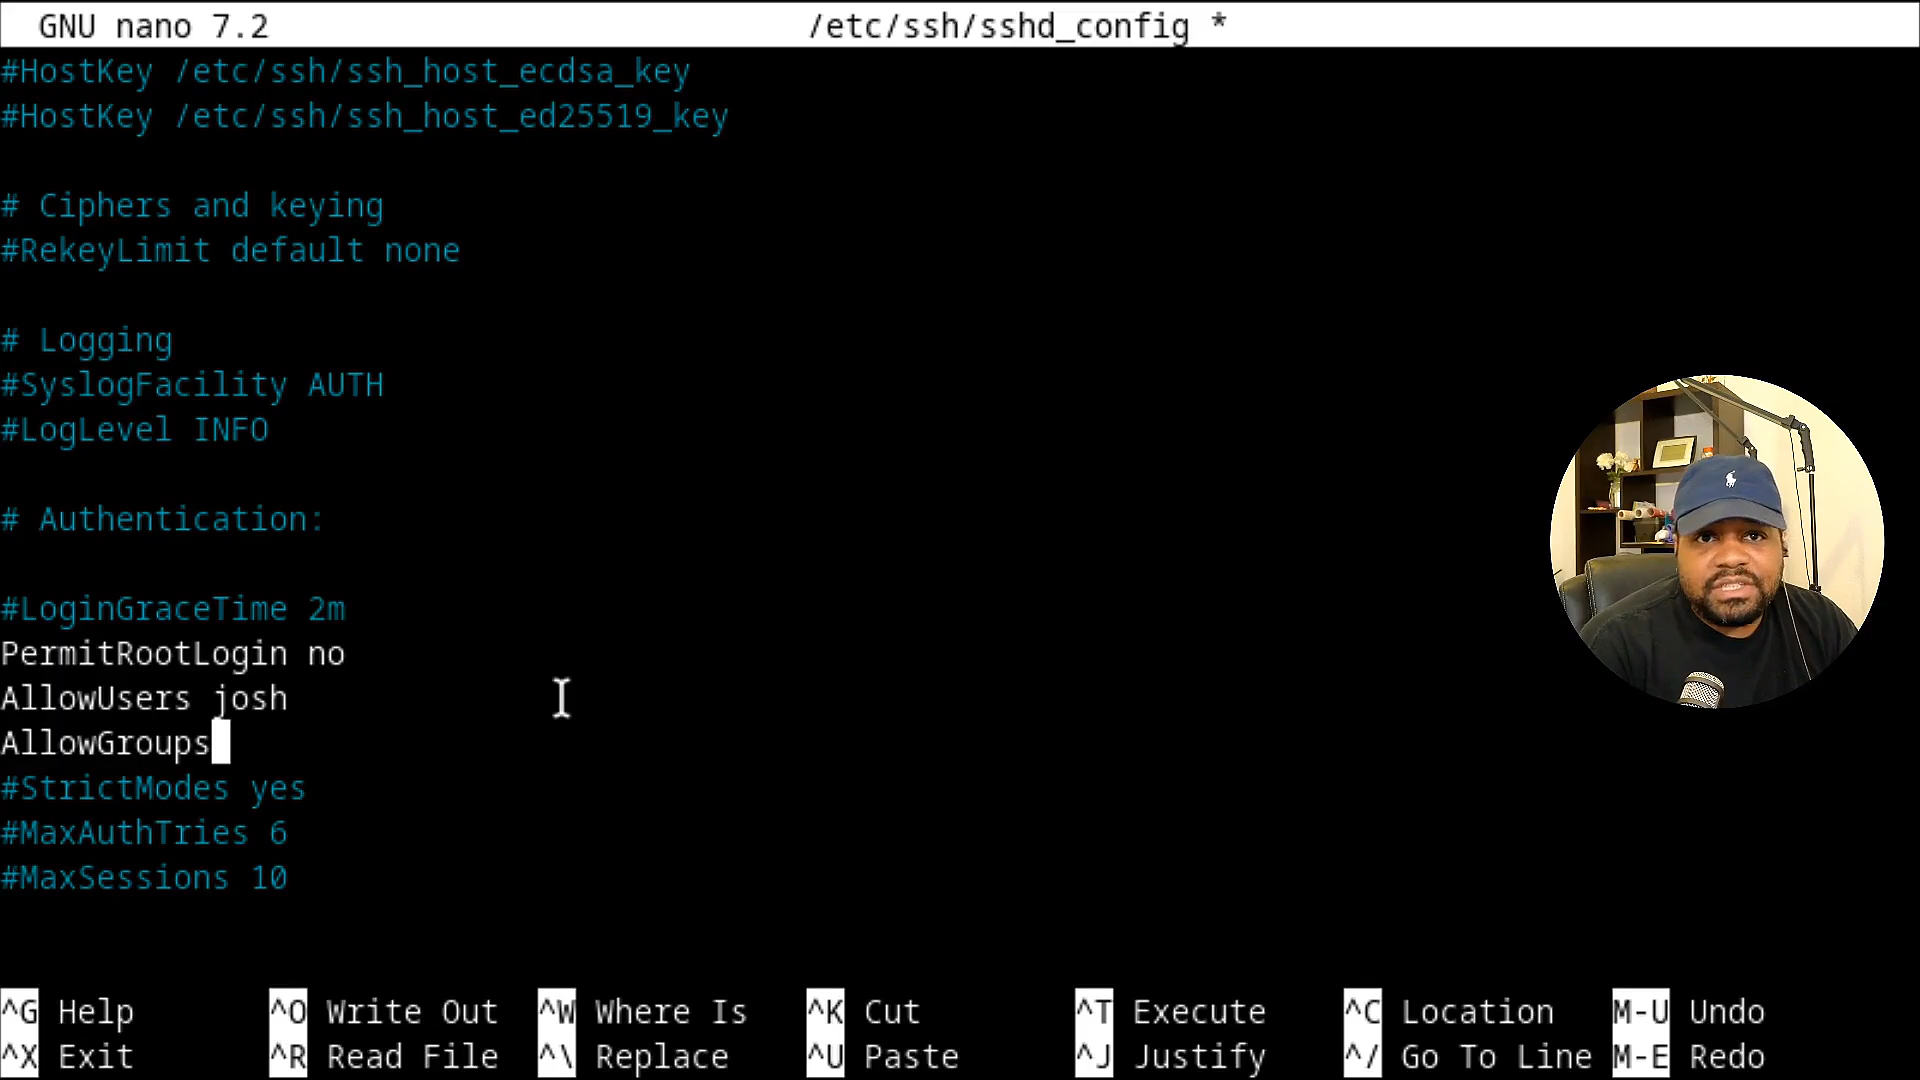 GNU nano 7.2 /etc/ssh/sshd_config *
#HostKey /etc/ssh/ssh_host_ecdsa_key
#HostKey /etc/ssh/ssh_host_ed25519_key
# Ciphers and keying
#RekeyLimit default none
# Logging
#SyslogFacility AUTH
#LogLevel INFO
# Authentication:
#LoginGraceTime 2m
PermitRootLogin no
AllowUsers josh
AllowGroups
#StrictModes yes
#MaxAuthTries 6
#MaxSessions 10
^G Help ^O Write Out ^W Where Is ^K Cut ^T Execute ^C Location M-U Undo
^X Exit ^R Read File ^\ Replace ^U Paste ^J Justify ^/ Go To Line M-E Redo